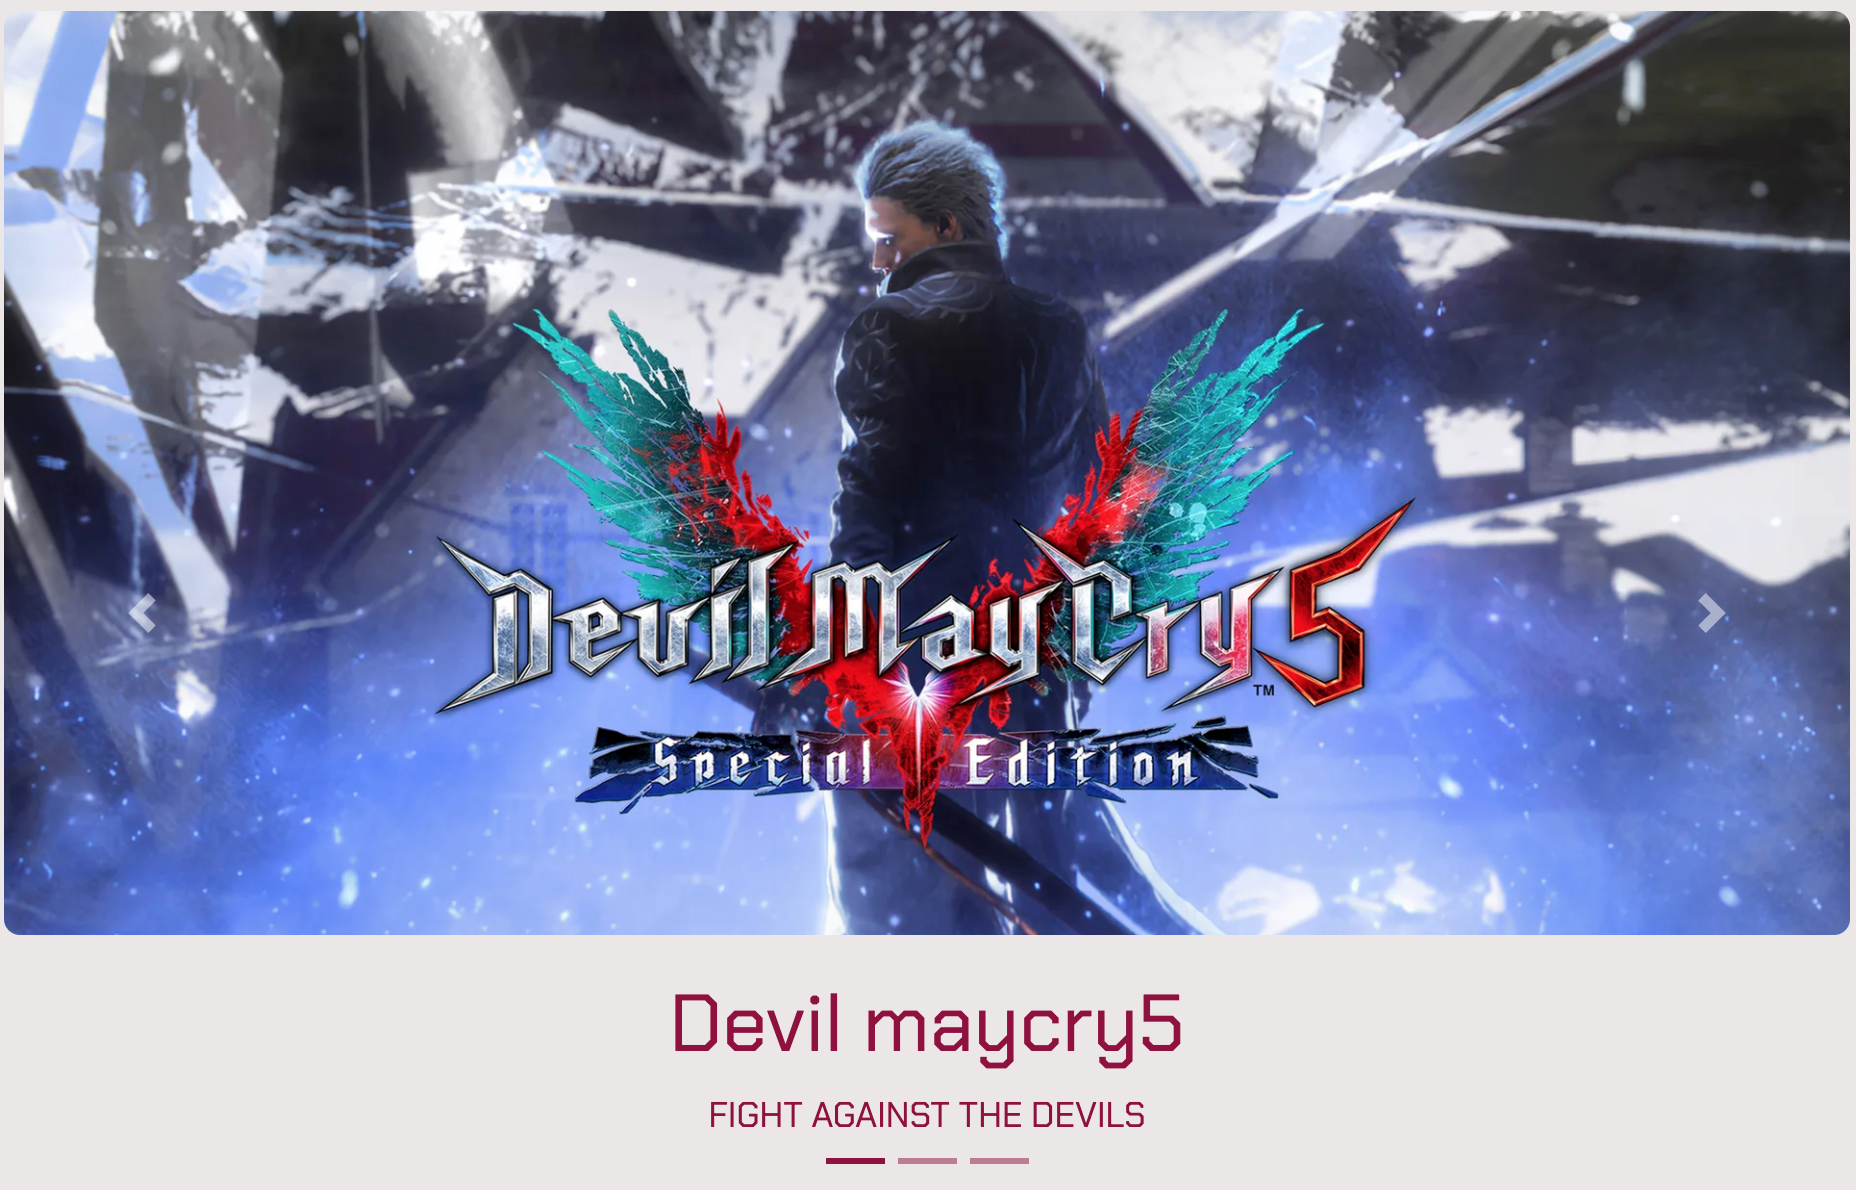 Devil May Cry 5
TM
Special Edition
Devil maycry5
FIGHT AGAINST THE DEVILS